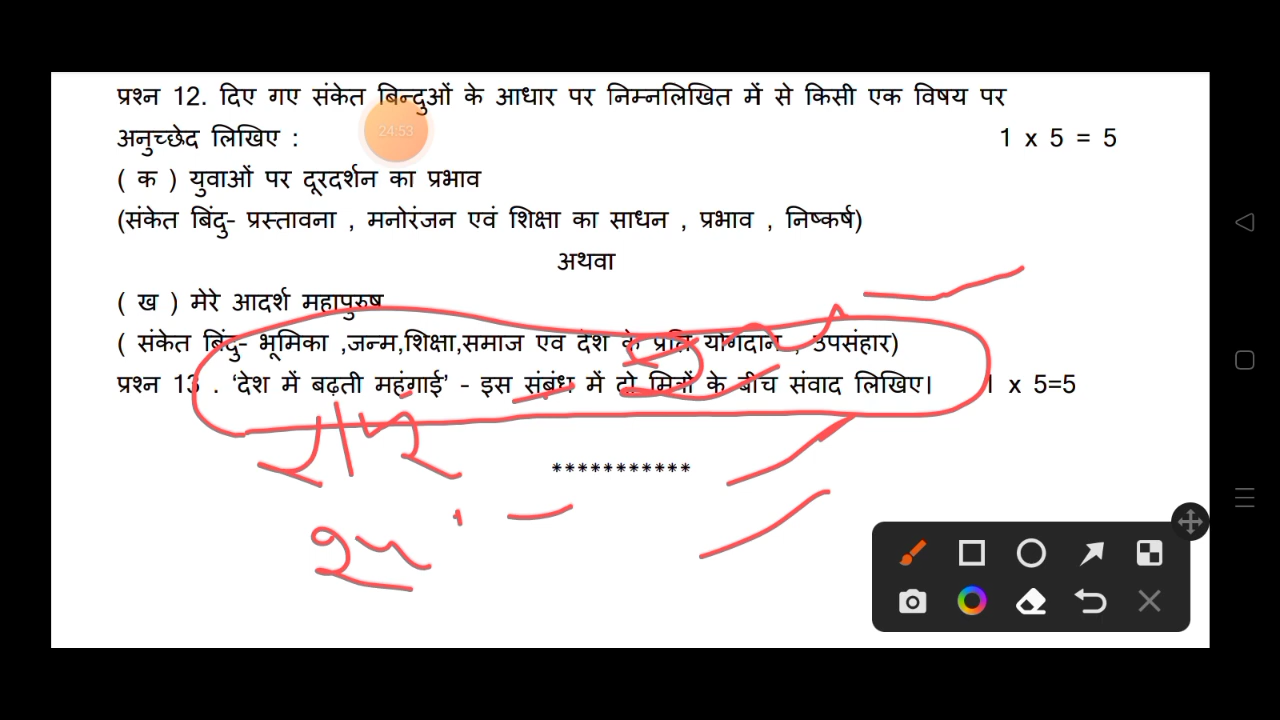 प्रश्न 12. दिए गए संकेत बिन्दुओं के आधार पर निम्नलिखित में से किसी एक विषय पर
24:53
अनुच्छेद लिखिए : 1 x 5 = 5
( क ) युवाओं पर दूरदर्शन का प्रभाव
(संकेत बिंदु- प्रस्तावना , मनोरंजन एवं शिक्षा का साधन , प्रभाव , निष्कर्ष)
अथवा
( ख ) मेरे आदर्श महापुरुष
( संकेत बिंदु- भूमिका ,जन्म,शिक्षा,समाज एवं देश के प्रति योगदान , उपसंहार)
प्रश्न 13 . ‘देश में बढ़ती महंगाई’ - इस संबंध में दो मित्रों के बीच संवाद लिखिए। 1 x 5=5
***********